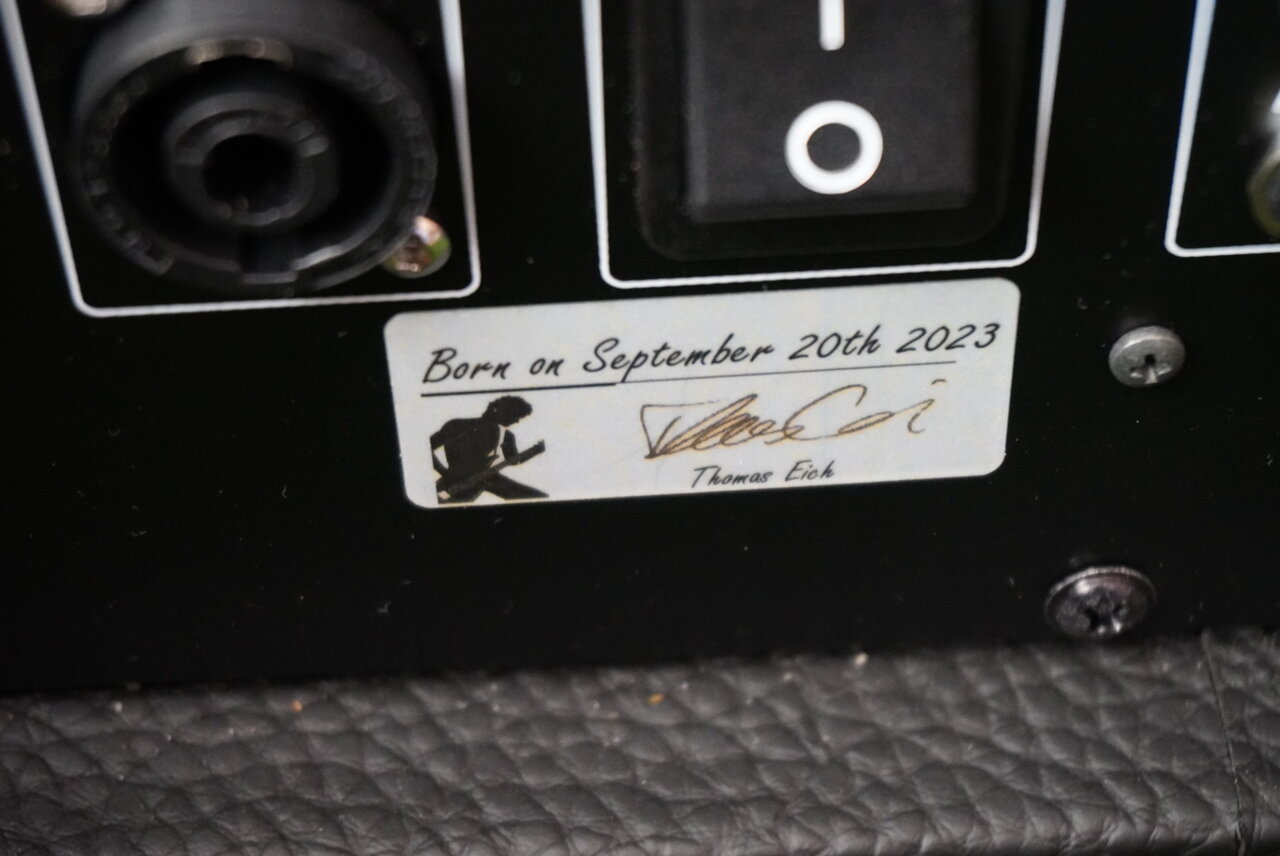 Born on September 20th 2023
Thomas Eich